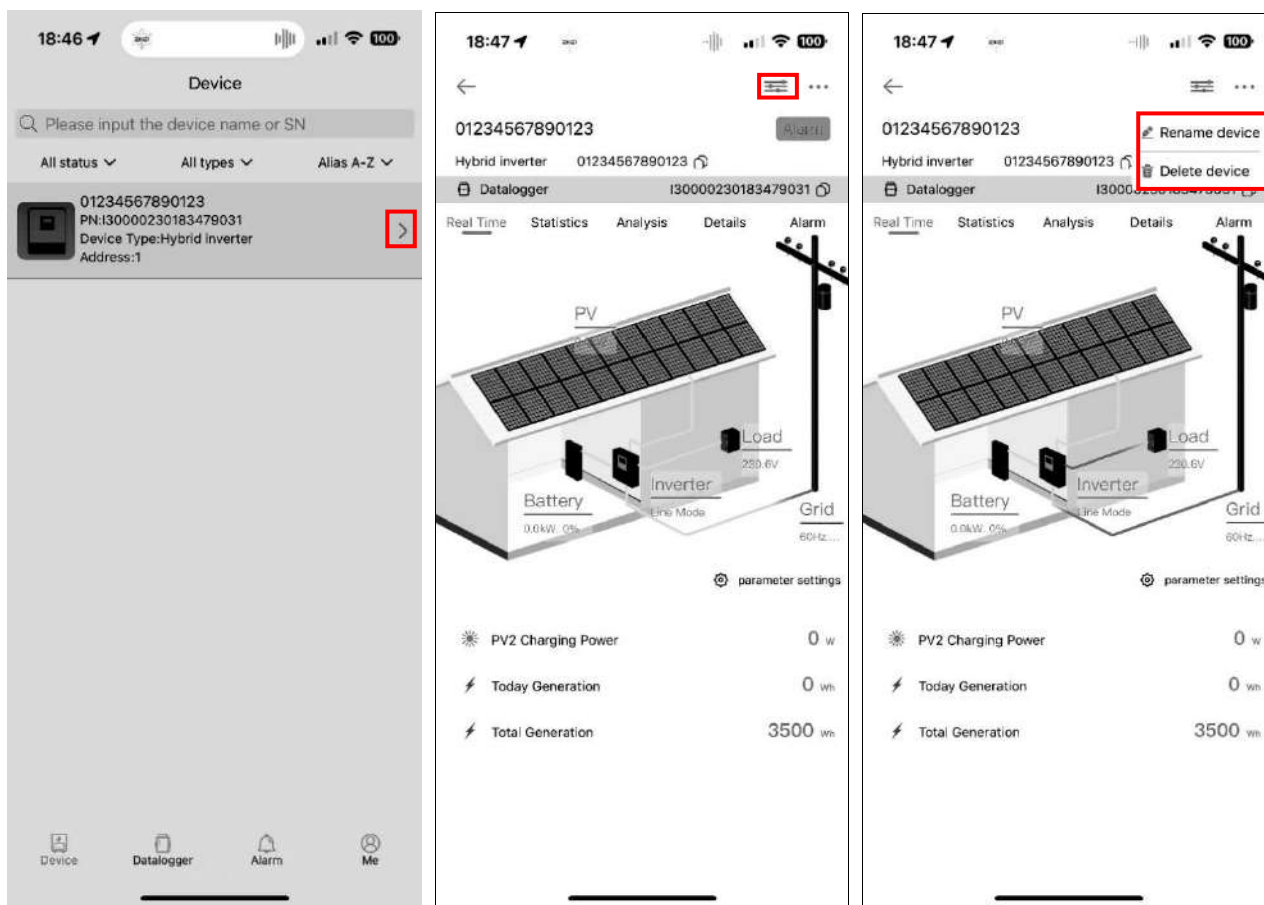 18:46
100
Device
Please input the device name or SN
All status
All types
Alias A-Z
01234567890123
PN:I30000230183479031
Device Type:Hybrid inverter
Address:1
Device
Datalogger
Alarm
Me
18:47
100
01234567890123
Alarm
Hybrid inverter 01234567890123
Datalogger I30000230183479031
Real Time Statistics Analysis Details Alarm
PV
Load
230.6V
Inverter
Line Mode
Battery
0.0kW. 0%
Grid
60Hz...
parameter settings
PV2 Charging Power 0 W
Today Generation 0 Wh
Total Generation 3500 Wh
18:47
100
Rename device
Delete device
01234567890123
Hybrid inverter 01234567890123
Datalogger
Real Time Statistics Analysis Details Alarm
PV
Load
230.6V
Inverter
Line Mode
Battery
0.0kW. 0%
Grid
60Hz...
parameter settings
PV2 Charging Power 0 W
Today Generation 0 Wh
Total Generation 3500 Wh